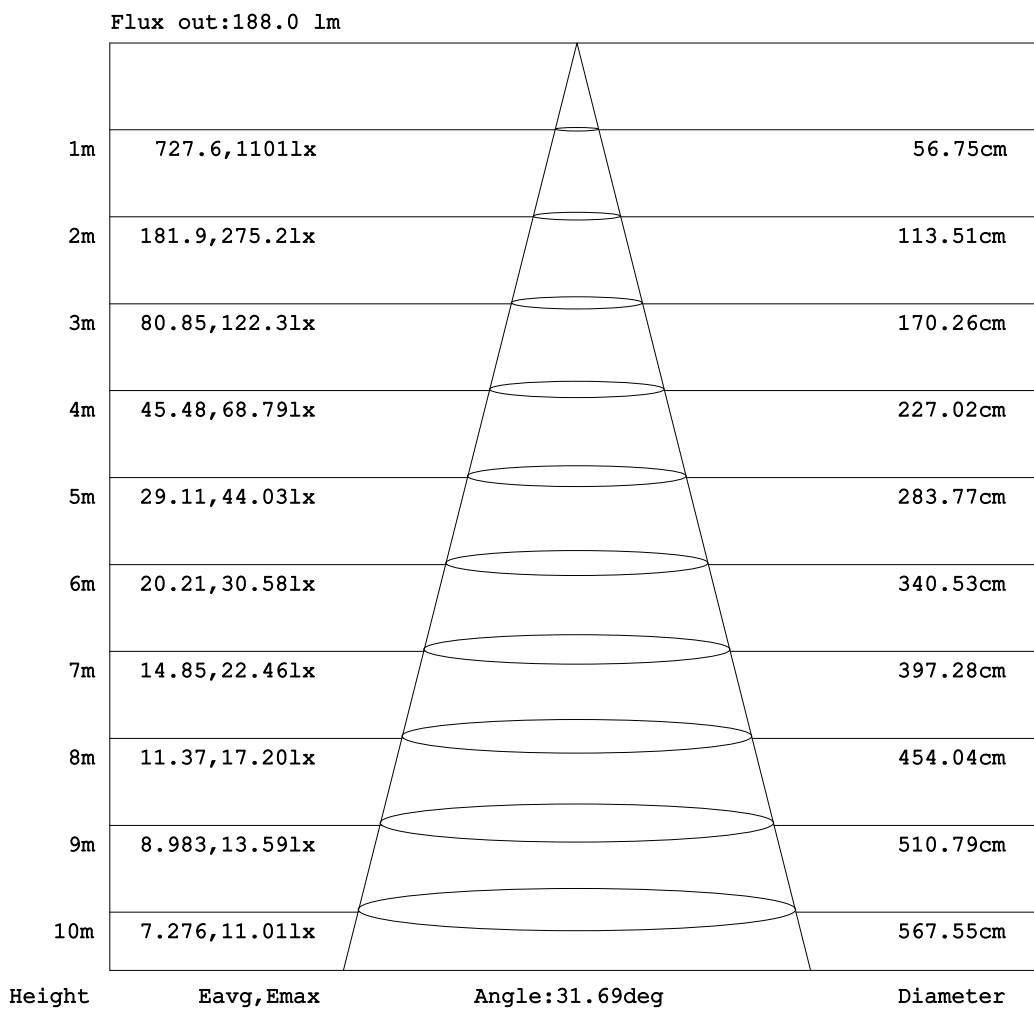 Flux out:188.0 lm
1m 727.6,1101lx 56.75cm
2m 181.9,275.2lx 113.51cm
3m 80.85,122.3lx 170.26cm
4m 45.48,68.79lx 227.02cm
5m 29.11,44.03lx 283.77cm
6m 20.21,30.58lx 340.53cm
7m 14.85,22.46lx 397.28cm
8m 11.37,17.20lx 454.04cm
9m 8.983,13.59lx 510.79cm
10m 7.276,11.01lx 567.55cm
Height Eavg,Emax Angle:31.69deg Diameter